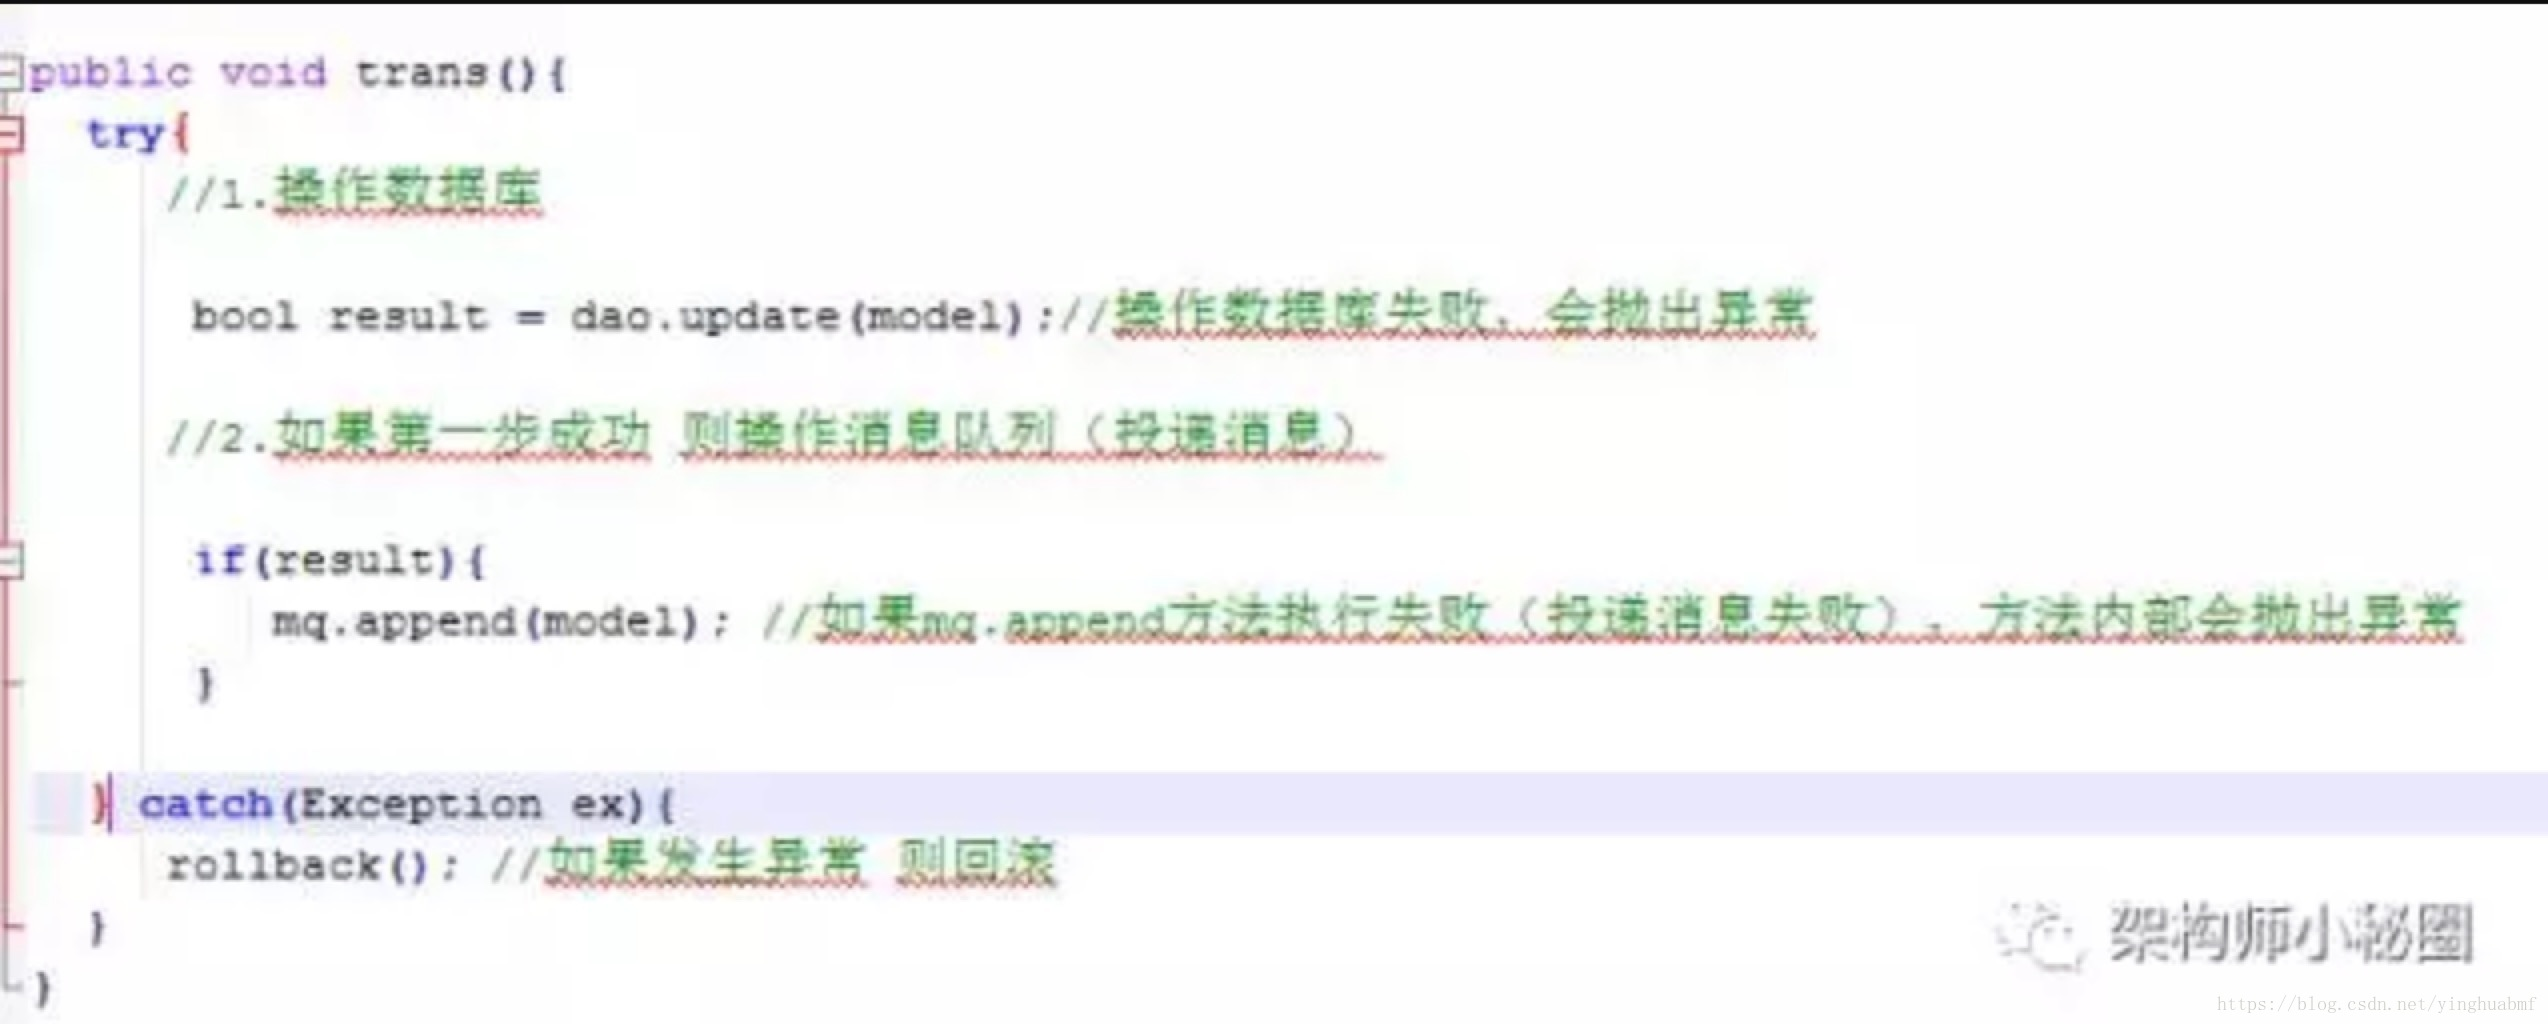 public void trans(){
try{
//1.操作数据库
bool result = dao.update(model);//操作数据库失败，会抛出异常
//2.如果第一步成功 则操作消息队列（投递消息）
if(result){
mq.append(model); //如果mq.append方法执行失败（投递消息失败），方法内部会抛出异常
}
} catch(Exception ex){
rollback(); //如果发生异常 则回滚
}
}
架构师小秘圈
https://blog.csdn.net/yinghuabmf